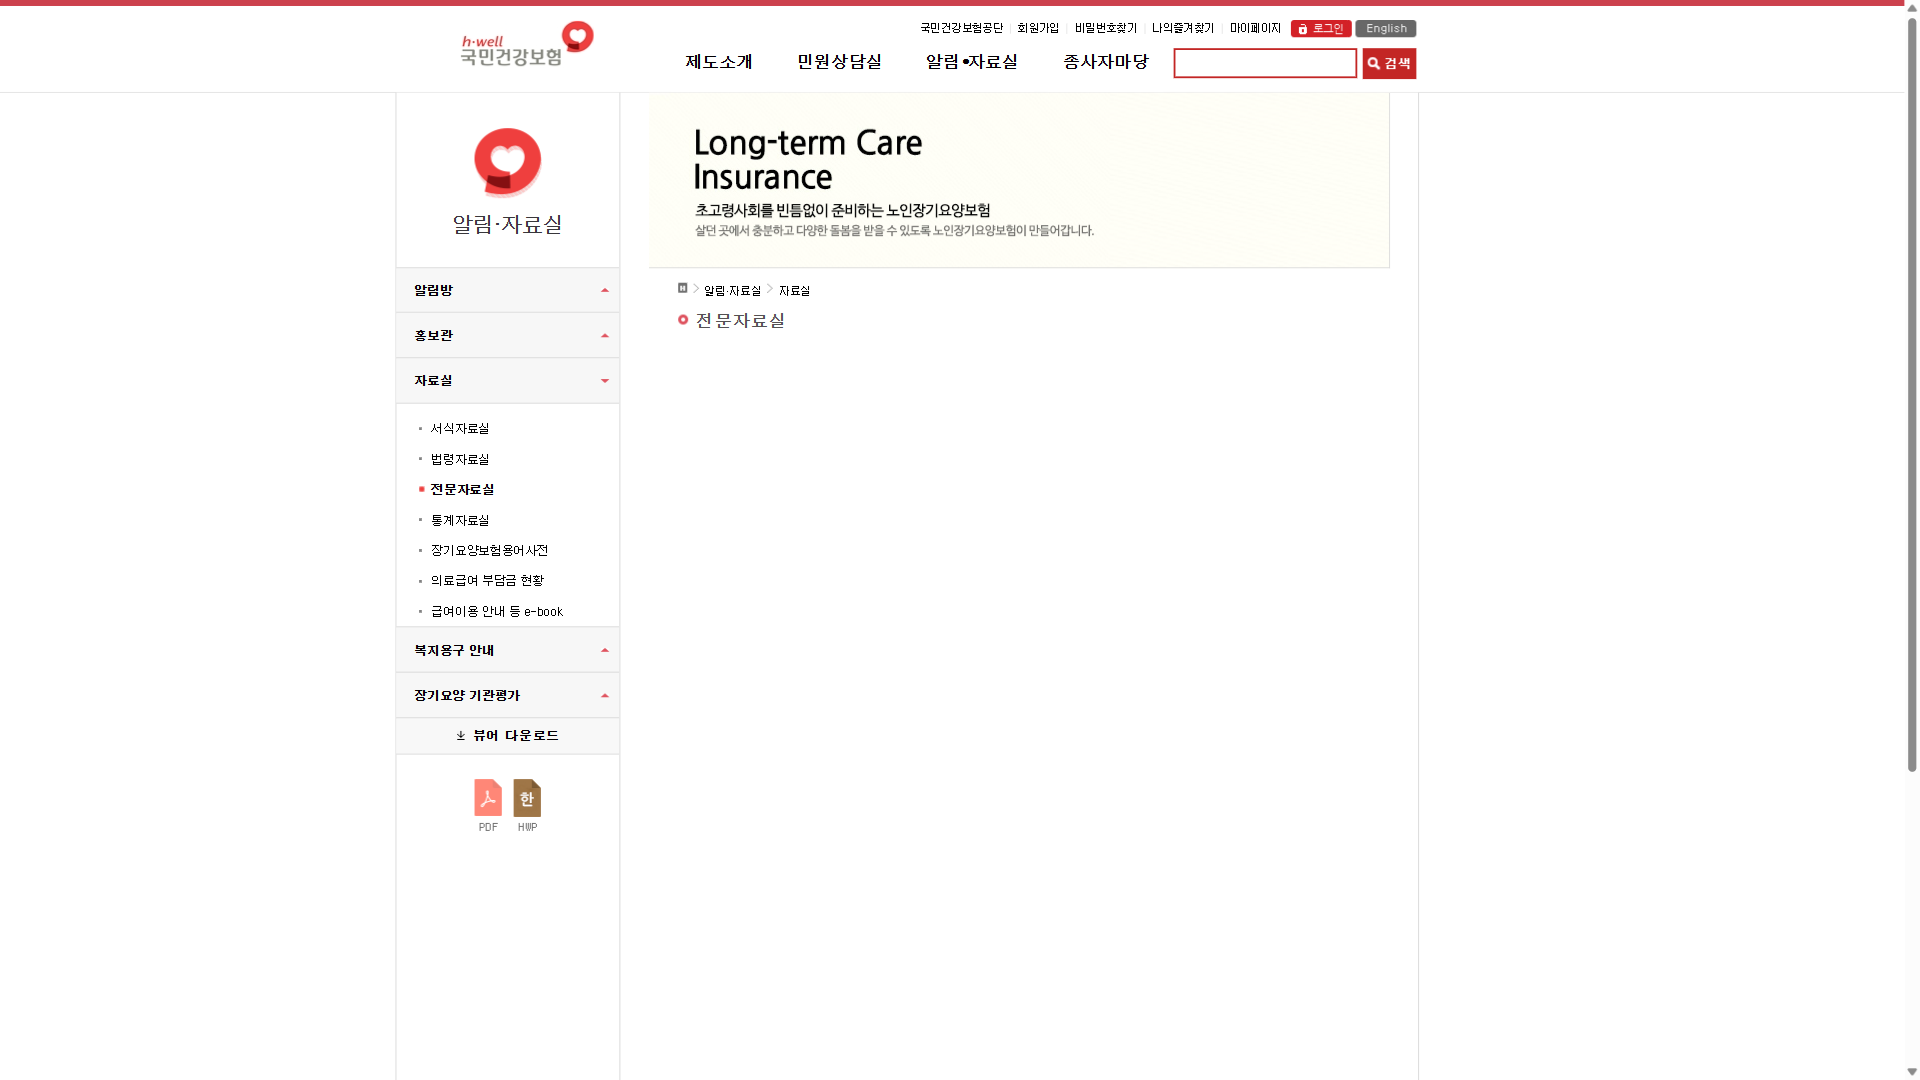 국민건강보험공단 회원가입 비밀번호찾기 나의즐겨찾기 마이페이지 로그인 English
h·well
국민건강보험
제도소개 민원상담실 알림•자료실 종사자마당 검색
알림·자료실
Long-term Care
Insurance
초고령사회를 빈틈없이 준비하는 노인장기요양보험
살던 곳에서 충분하고 다양한 돌봄을 받을 수 있도록 노인장기요양보험이 만들어갑니다.
알림·자료실 자료실
전문자료실
알림방
홍보관
자료실
서식자료실
법령자료실
전문자료실
통계자료실
장기요양보험용어사전
의료급여 부담금 현황
급여이용 안내 등 e-book
복지용구 안내
장기요양 기관평가
뷰어 다운로드
한
PDF HWP